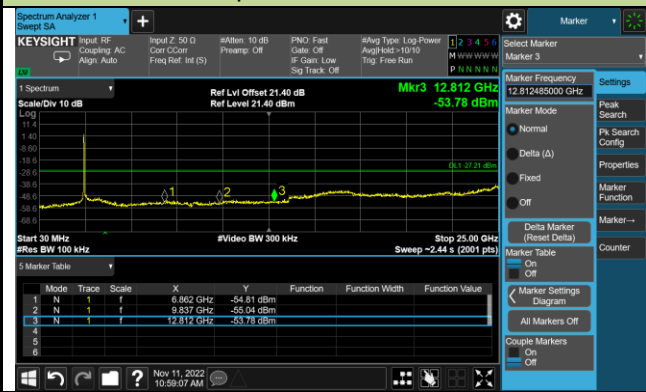 Spectrum Analyzer 1
Swept SA
Marker
KEYSIGHT
Input: RF
Coupling: AC
Align: Auto
Input Z: 50 Ω
Corr CCorr
Freq Ref: Int (S)
#Atten: 10 dB
Preamp: Off
PNO: Fast
Gate: Off
IF Gain: Low
Sig Track: Off
#Avg Type: Log-Power
Avg|Hold:>10/10
Trig: Free Run
1 2 3 4 5 6
M W W W W W
P N N N N N
Select Marker
Marker 3
LW
1 Spectrum
Scale/Div 10 dB
Ref Lvl Offset 21.40 dB
Ref Level 21.40 dBm
Mkr3 12.812 GHz
-53.78 dBm
Marker Frequency
12.812485000 GHz
Settings
Log
11.4
1.40
-8.60
-18.6
-28.6
-38.6
-48.6
-58.6
-68.6
DL1 -27.21 dBm
1
2
3
Marker Mode
Normal
Delta (Δ)
Fixed
Off
Peak Search
Pk Search Config
Properties
Marker Function
Marker→
Counter
Start 30 MHz
#Res BW 100 kHz
#Video BW 300 kHz
Stop 25.00 GHz
Sweep ~2.44 s (2001 pts)
Delta Marker
(Reset Delta)
Marker Table
On
Off
5 Marker Table
Mode Trace Scale X Y Function Function Width Function Value
1 N 1 f 6.862 GHz -54.81 dBm
2 N 1 f 9.837 GHz -55.04 dBm
3 N 1 f 12.812 GHz -53.78 dBm
4
5
6
Marker Settings
Diagram
All Markers Off
Couple Markers
On
Off
?
Nov 11, 2022
10:59:07 AM